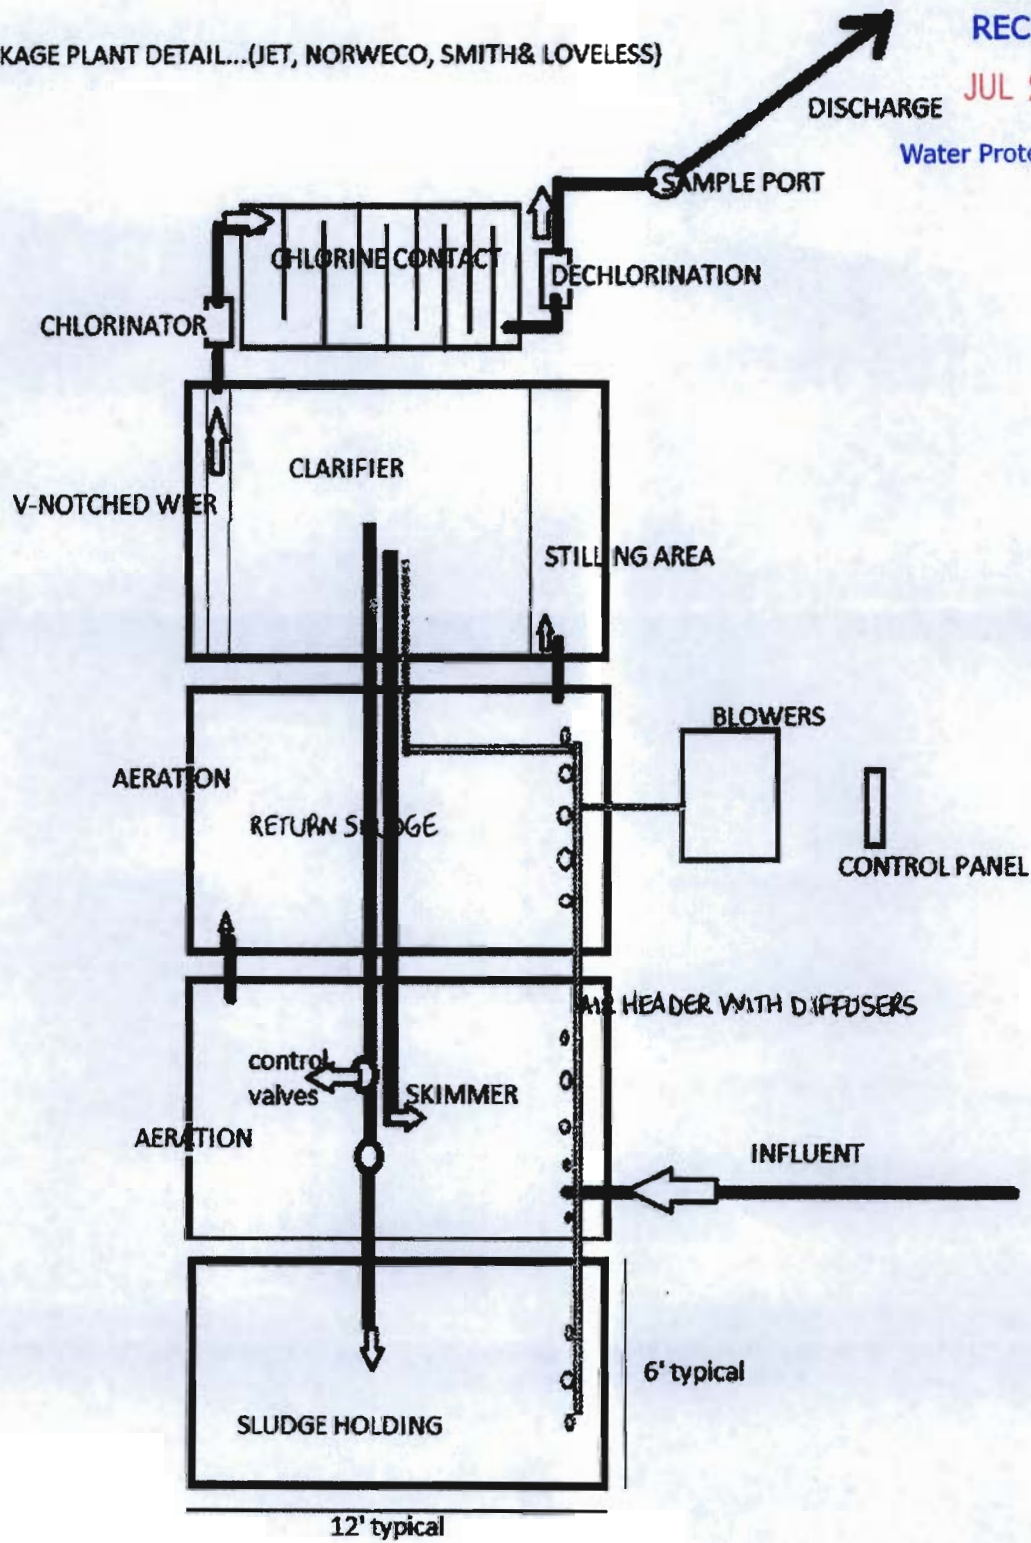 KAGE PLANT DETAIL...(JET, NORWECO, SMITH& LOVELESS)
REC
JUL
Water Prote
DISCHARGE
SAMPLE PORT
CHLORINE CONTACT
DECHLORINATION
CHLORINATOR
CLARIFIER
V-NOTCHED WIER
STILLING AREA
BLOWERS
AERATION
RETURN SLUDGE
CONTROL PANEL
AIR HEADER WITH DIFFUSERS
control
valves
SKIMMER
AERATION
INFLUENT
6' typical
SLUDGE HOLDING
12' typical